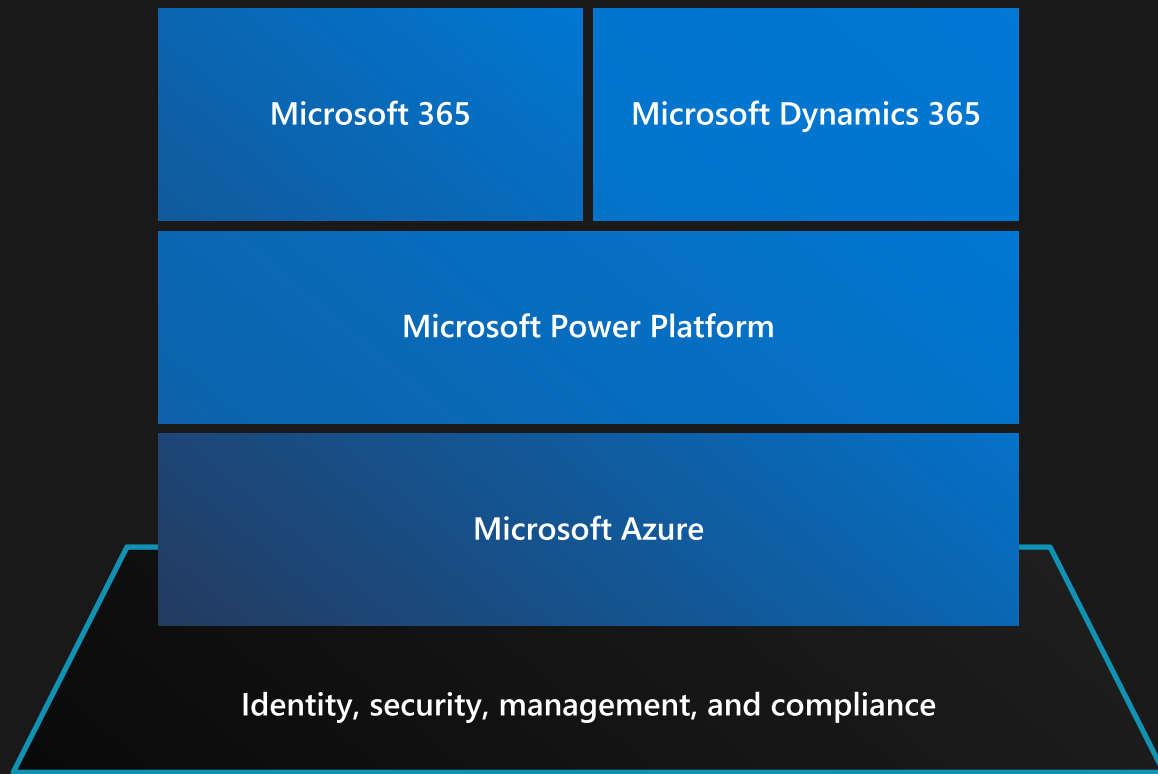 Microsoft 365
Microsoft Dynamics 365
Microsoft Power Platform
Microsoft Azure
Identity, security, management, and compliance